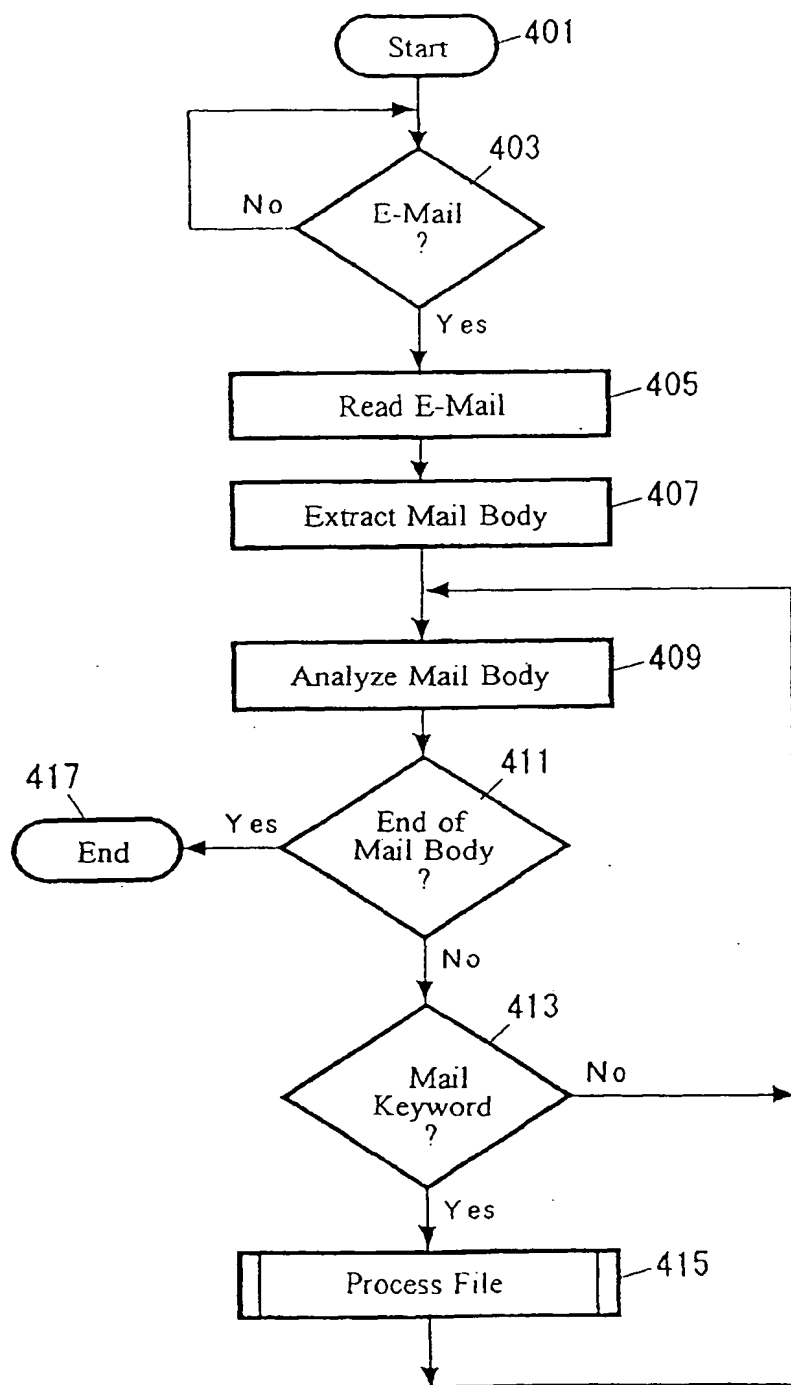 Start
401
403
E-Mail
?
No
Yes
Read E-Mail
405
Extract Mail Body
407
Analyze Mail Body
409
411
417
End of
Mail Body
?
Yes
End
No
413
Mail
Keyword
?
No
Yes
Process File
415